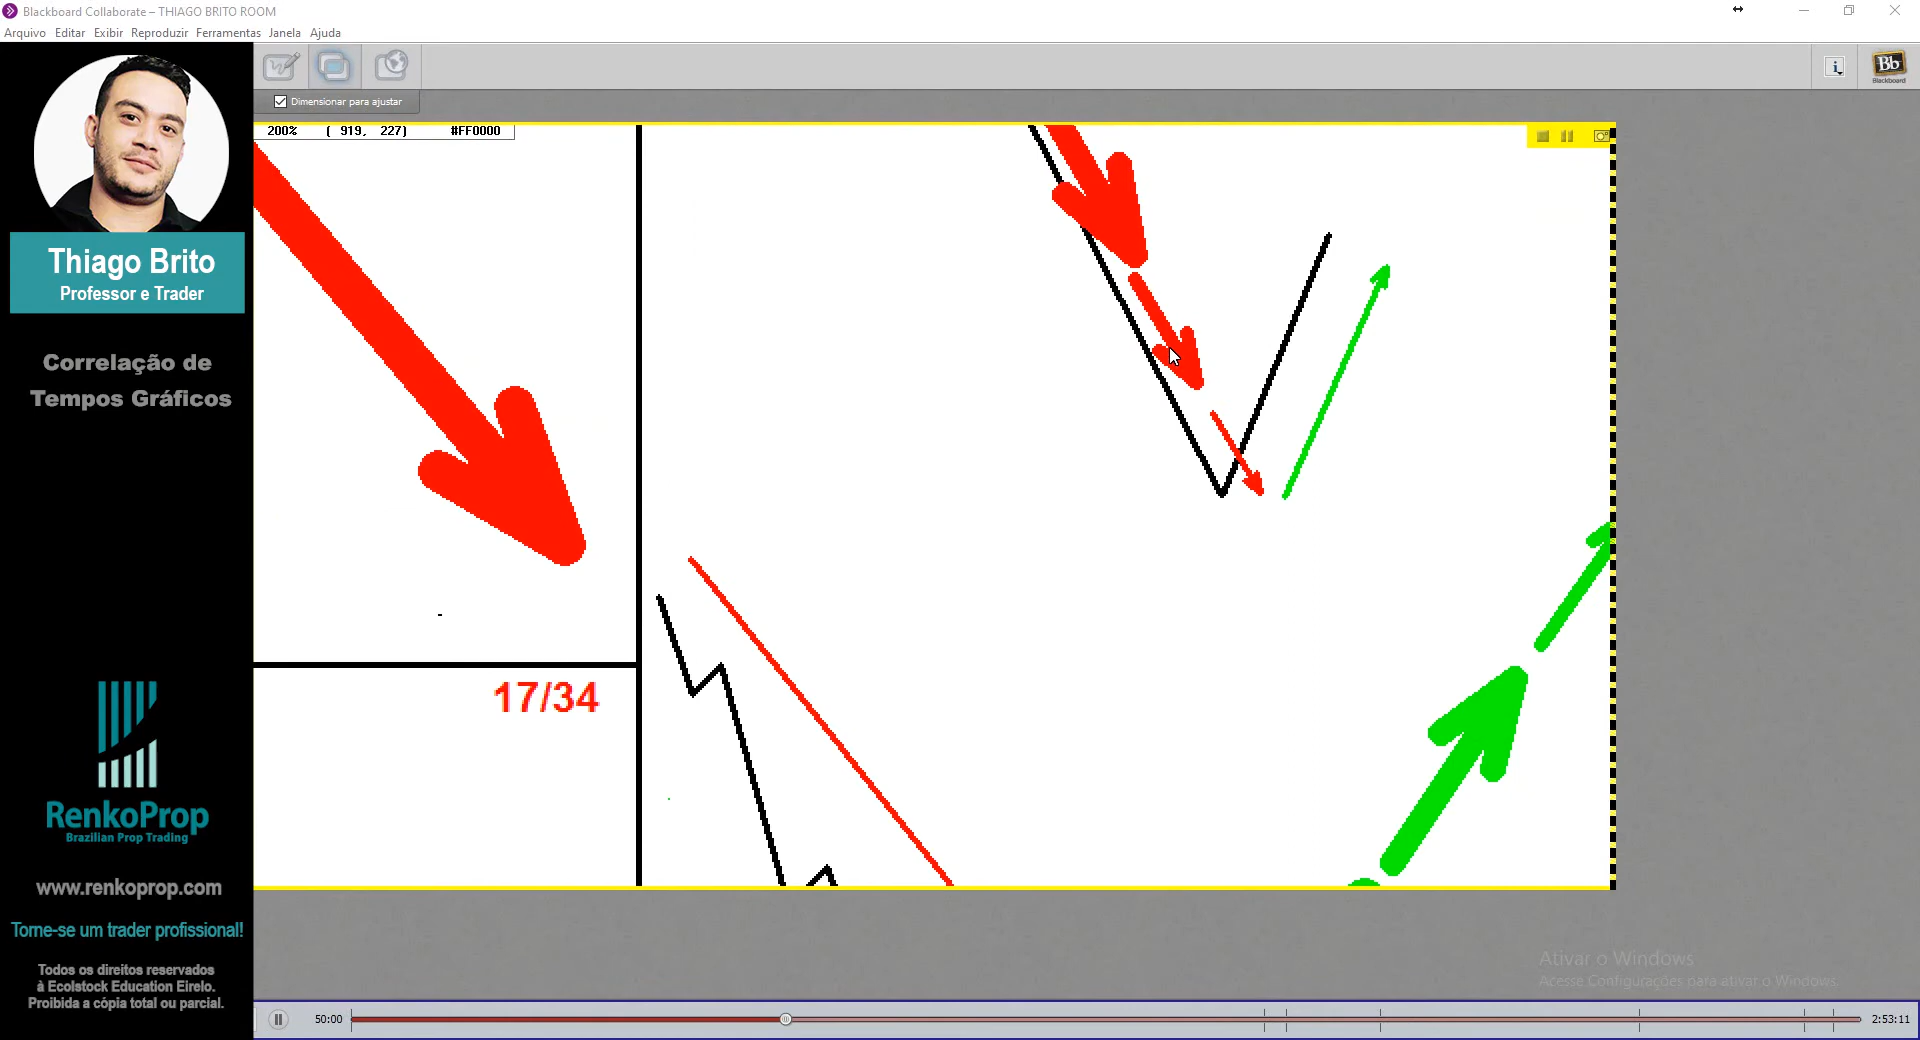 Blackboard Collaborate – THIAGO BRITO ROOM
Arquivo Editar Exibir Reproduzir Ferramentas Janela Ajuda
Bb
Blackboard
Dimensionar para ajustar
200% ( 919, 227) #FF0000
Thiago Brito
Professor e Trader
Correlação de
Tempos Gráficos
17/34
RenkoProp
Brazilian Prop Trading
www.renkoprop.com
Torne-se um trader profissional!
Todos os direitos reservados
à Ecolstock Education Eirelo.
Proibida a cópia total ou parcial.
Ativar o Windows
Acesse Configurações para ativar o Windows.
50:00
2:53:11